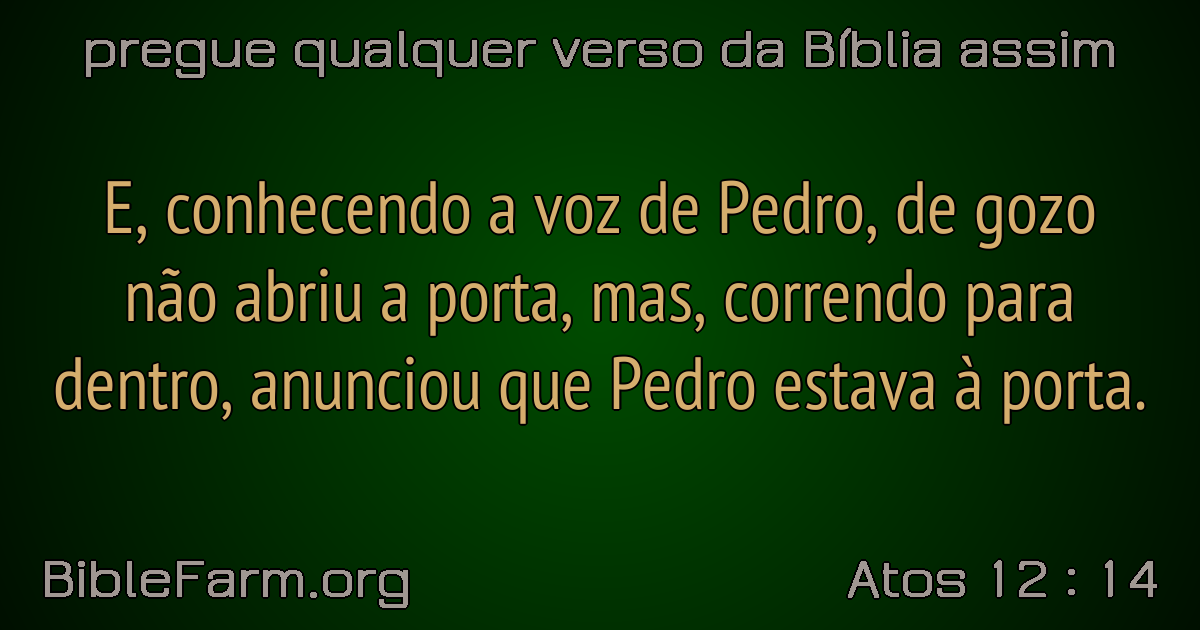 pregue qualquer verso da Bíblia assim
E, conhecendo a voz de Pedro, de gozo
não abriu a porta, mas, correndo para
dentro, anunciou que Pedro estava à porta.
BibleFarm.org
Atos 12 : 14